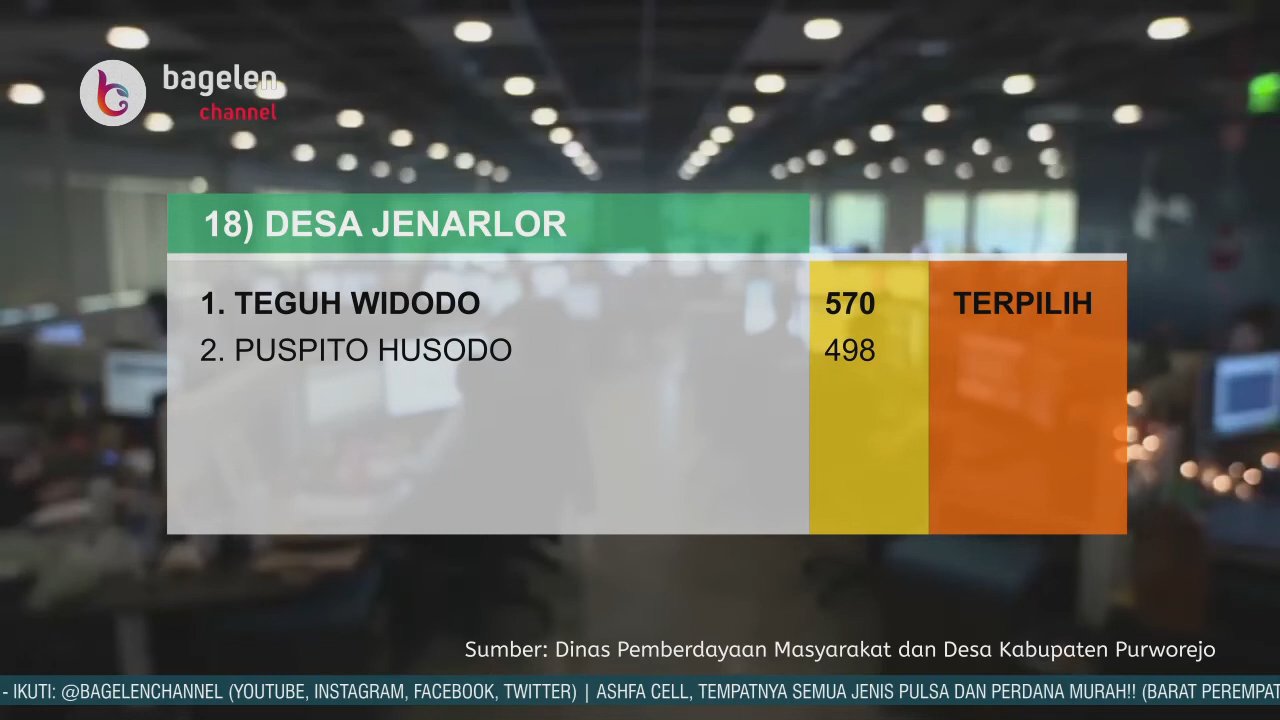 bagelen
channel
18) DESA JENARLOR
1. TEGUH WIDODO 570 TERPILIH
2. PUSPITO HUSODO 498
Sumber: Dinas Pemberdayaan Masyarakat dan Desa Kabupaten Purworejo
- IKUTI: @BAGELENCHANNEL (YOUTUBE, INSTAGRAM, FACEBOOK, TWITTER) | ASHFA CELL, TEMPATNYA SEMUA JENIS PULSA DAN PERDANA MURAH!! (BARAT PEREMPAT